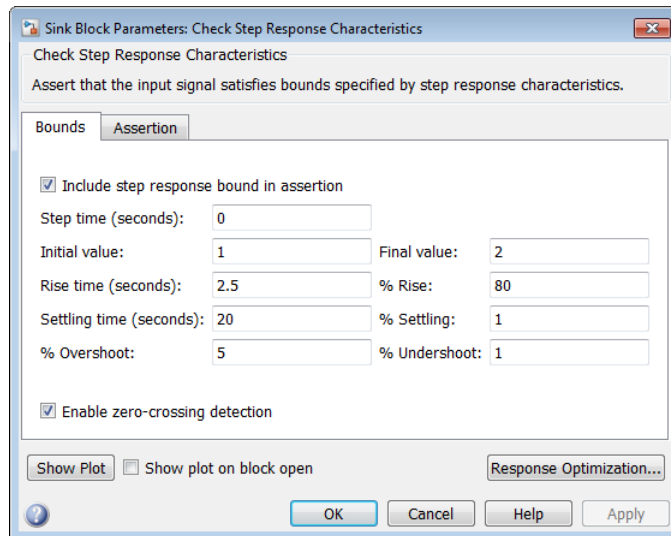 Sink Block Parameters: Check Step Response Characteristics
Check Step Response Characteristics
Assert that the input signal satisfies bounds specified by step response characteristics.
Bounds Assertion
Include step response bound in assertion
Step time (seconds): 0
Initial value: 1 Final value: 2
Rise time (seconds): 2.5 % Rise: 80
Settling time (seconds): 20 % Settling: 1
% Overshoot: 5 % Undershoot: 1
Enable zero-crossing detection
Show Plot Show plot on block open Response Optimization...
? OK Cancel Help Apply